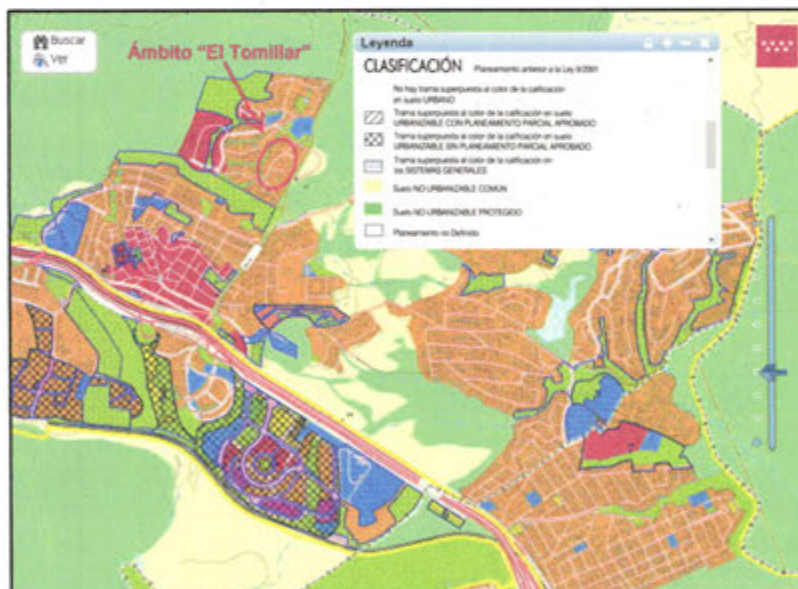 Buscar
Ver
Ámbito "El Tomillar"
Leyenda
CLASIFICACIÓN Planeamiento anterior a la Ley 9/2001
No hay trama superpuesta al color de la calificación
en suelo URBANO
Trama superpuesta al color de la calificación en suelo
URBANIZABLE CON PLANEAMIENTO PARCIAL APROBADO
Trama superpuesta al color de la calificación en suelo
URBANIZABLE SIN PLANEAMIENTO PARCIAL APROBADO
Trama superpuesta al color de la calificación en
los SISTEMAS GENERALES
Suelo NO URBANIZABLE COMÚN
Suelo NO URBANIZABLE PROTEGIDO
Planeamiento no Definido